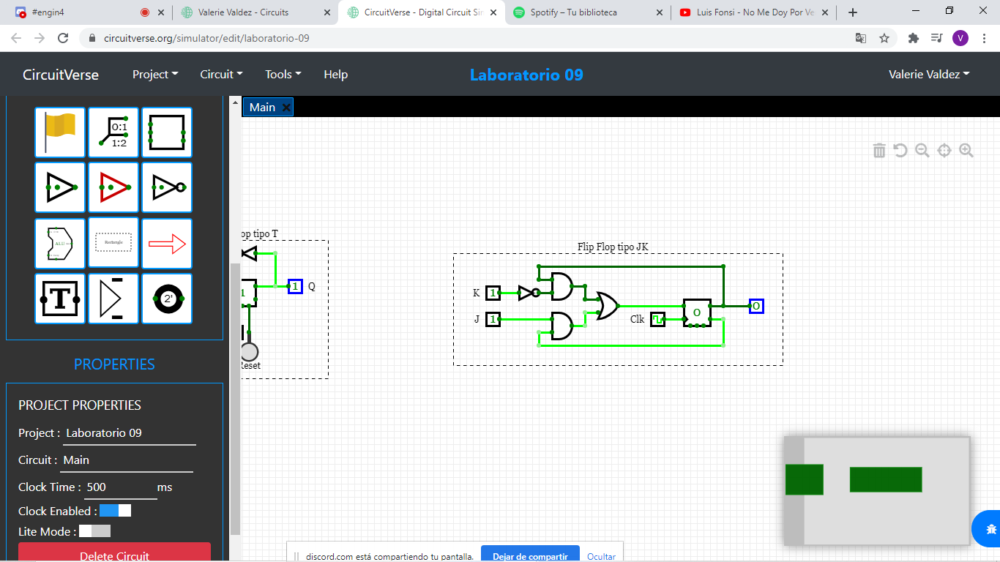 #engin4
Valerie Valdez - Circuits
CircuitVerse - Digital Circuit Sir
Spotify – Tu biblioteca
Luis Fonsi - No Me Doy Por Ve
circuitverse.org/simulator/edit/laboratorio-09
V
CircuitVerse
Project
Circuit
Tools
Help
Laboratorio 09
Valerie Valdez
Main
0:1
1:2
ALU
Rectangle
T
2'
op tipo T
1
1
Q
Reset
Flip Flop tipo JK
K
1
J
1
Clk
0
0
PROPERTIES
PROJECT PROPERTIES
Project : Laboratorio 09
Circuit : Main
Clock Time : 500 ms
Clock Enabled :
Lite Mode :
Delete Circuit
discord.com está compartiendo tu pantalla.
Dejar de compartir
Ocultar